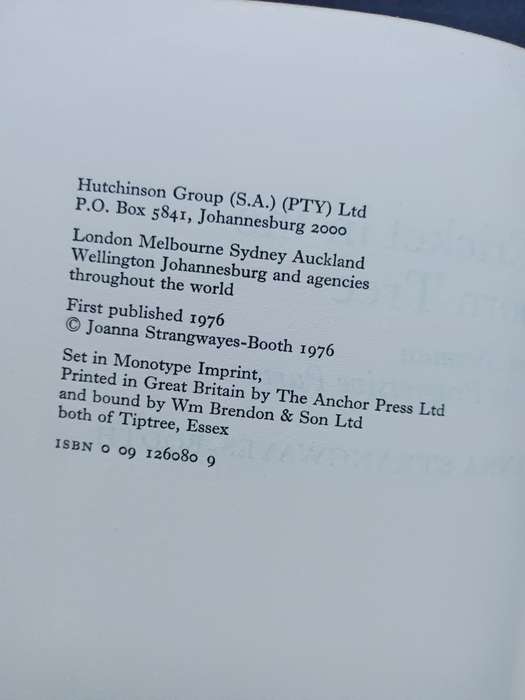 Hutchinson Group (S.A.) (PTY) Ltd
P.O. Box 5841, Johannesburg 2000
London Melbourne Sydney Auckland
Wellington Johannesburg and agencies
throughout the world
First published 1976
© Joanna Strangwayes-Booth 1976
Set in Monotype Imprint,
Printed in Great Britain by The Anchor Press Ltd
and bound by Wm Brendon & Son Ltd
both of Tiptree, Essex
ISBN 0 09 126080 9